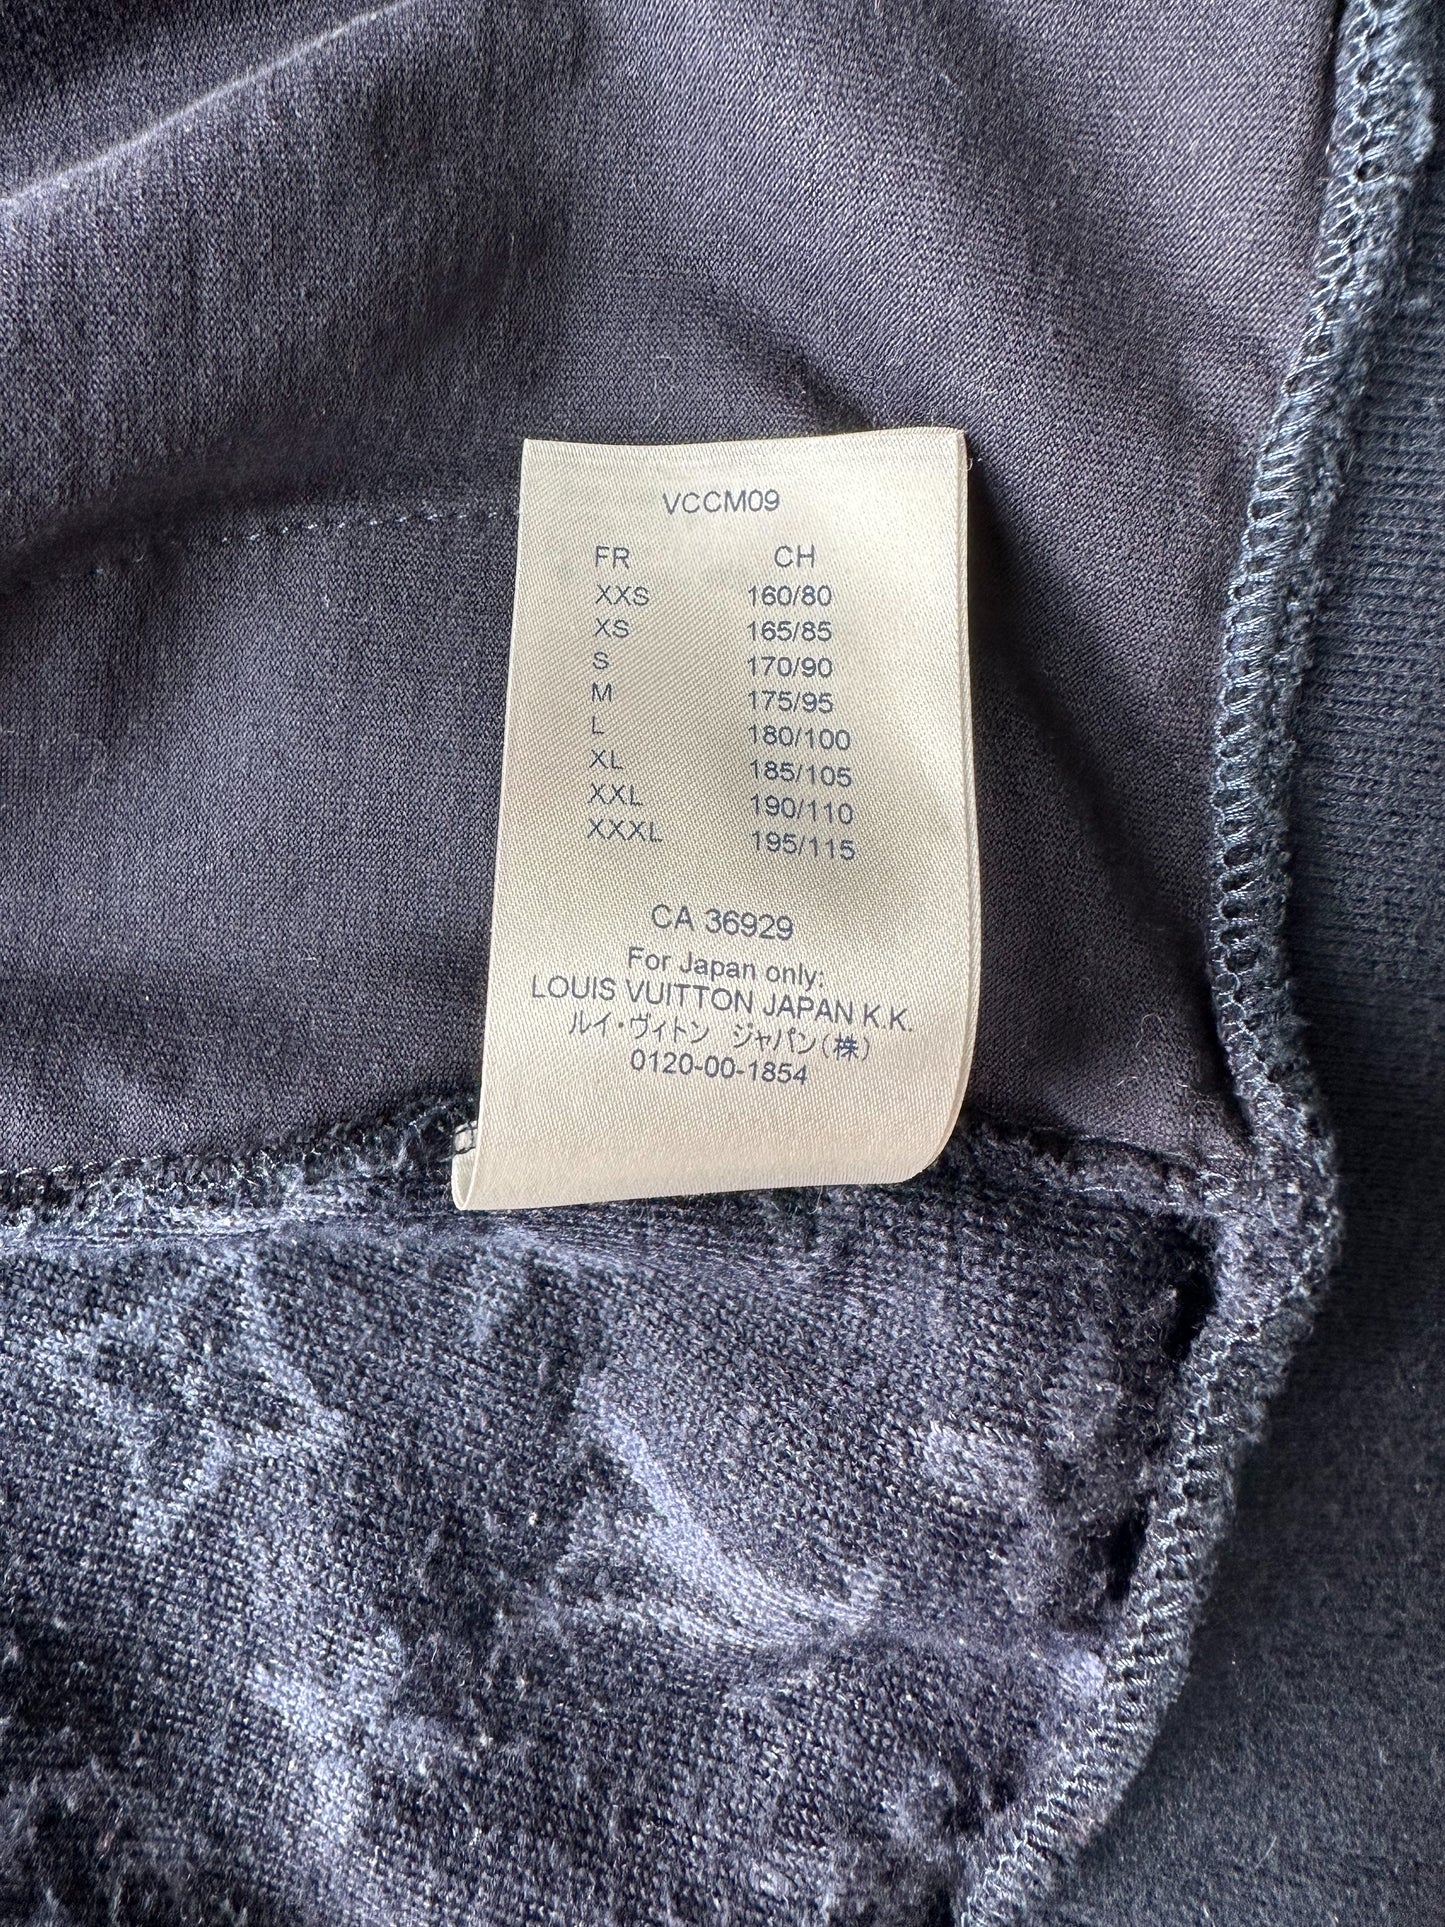 VCCM09
FR CH
XXS 160/80
XS 165/85
S 170/90
M 175/95
L 180/100
XL 185/105
XXL 190/110
XXXL 195/115
CA 36929
For Japan only:
LOUIS VUITTON JAPAN K.K.
ルイ・ヴィトン ジャパン(株)
0120-00-1854